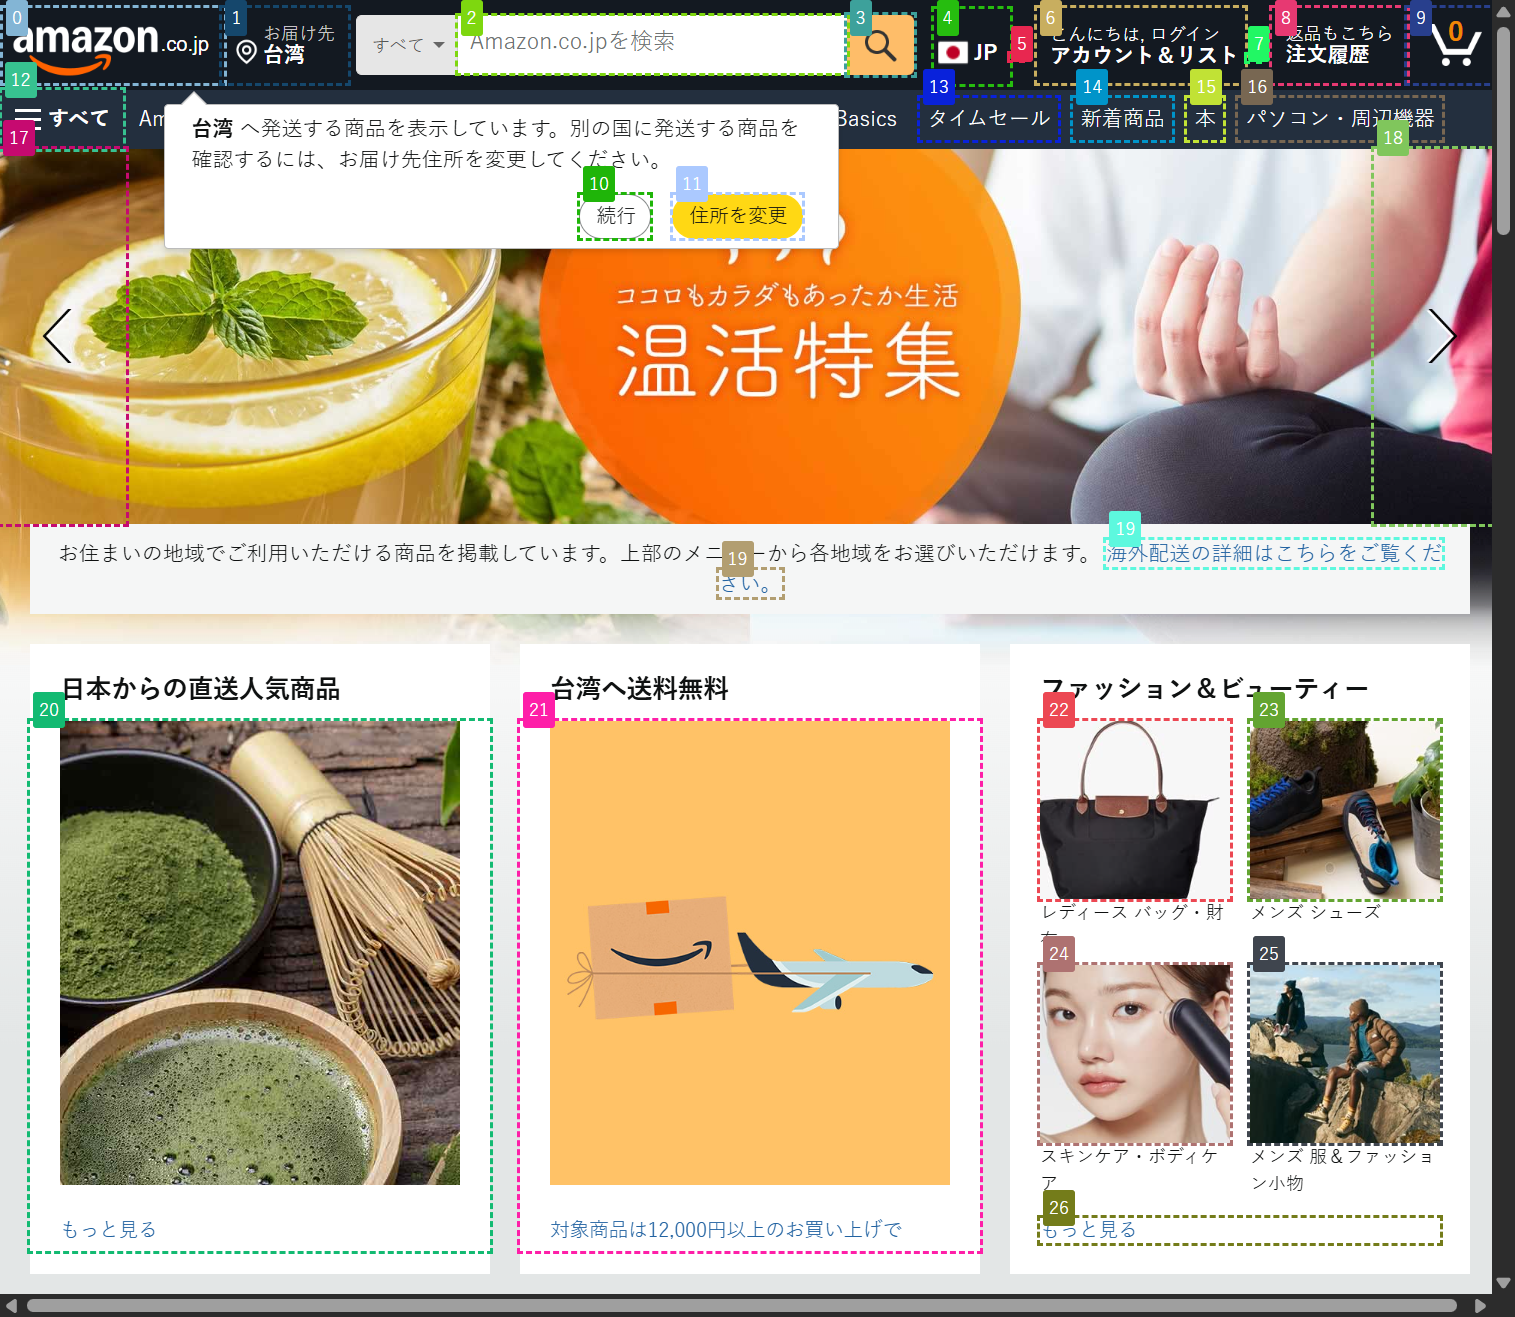 0
1
2
3
4
5
6
7
8
9
amazon.co.jp
お届け先
台湾
すべて
Amazon.co.jpを検索
JP
こんにちは, ログイン
アカウント＆リスト
返品もこちら
注文履歴
0
12
13
14
15
16
17
18
すべて
Am
Basics
タイムセール
新着商品
本
パソコン・周辺機器
台湾 へ発送する商品を表示しています。別の国に発送する商品を
確認するには、お届け先住所を変更してください。
10
11
続行
住所を変更
ココロもカラダもあったか生活
温活特集
19
お住まいの地域でご利用いただける商品を掲載しています。上部のメニューから各地域をお選びいただけます。 海外配送の詳細はこちらをご覧くだ
19
さい。
日本からの直送人気商品
20
もっと見る
台湾へ送料無料
21
対象商品は12,000円以上のお買い上げで
ファッション＆ビューティー
22
23
レディース バッグ・財
メンズ シューズ
24
25
スキンケア・ボディケ
ア
メンズ 服＆ファッショ
ン小物
26
もっと見る